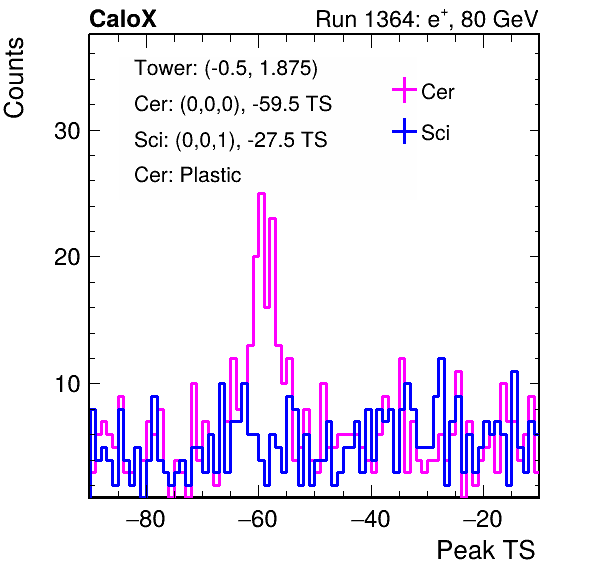 CaloX
Run 1364: e+, 80 GeV
Counts
Tower: (-0.5, 1.875)
Cer: (0,0,0), -59.5 TS
Sci: (0,0,1), -27.5 TS
Cer: Plastic
Cer
Sci
30
20
10
−80 −60 −40 −20
Peak TS